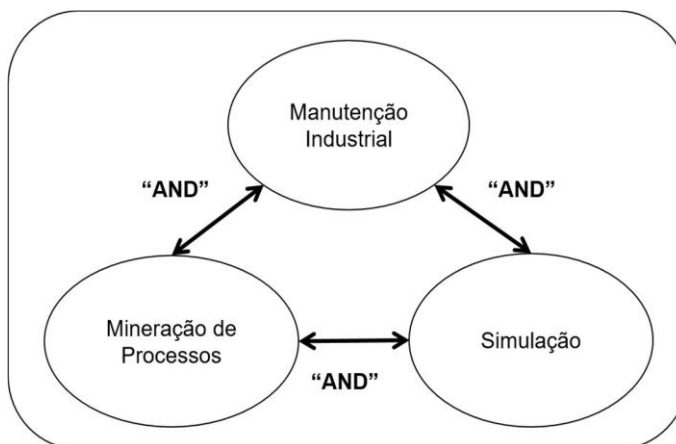 Manutenção
Industrial
“AND”
“AND”
Mineração de
Processos
Simulação
“AND”